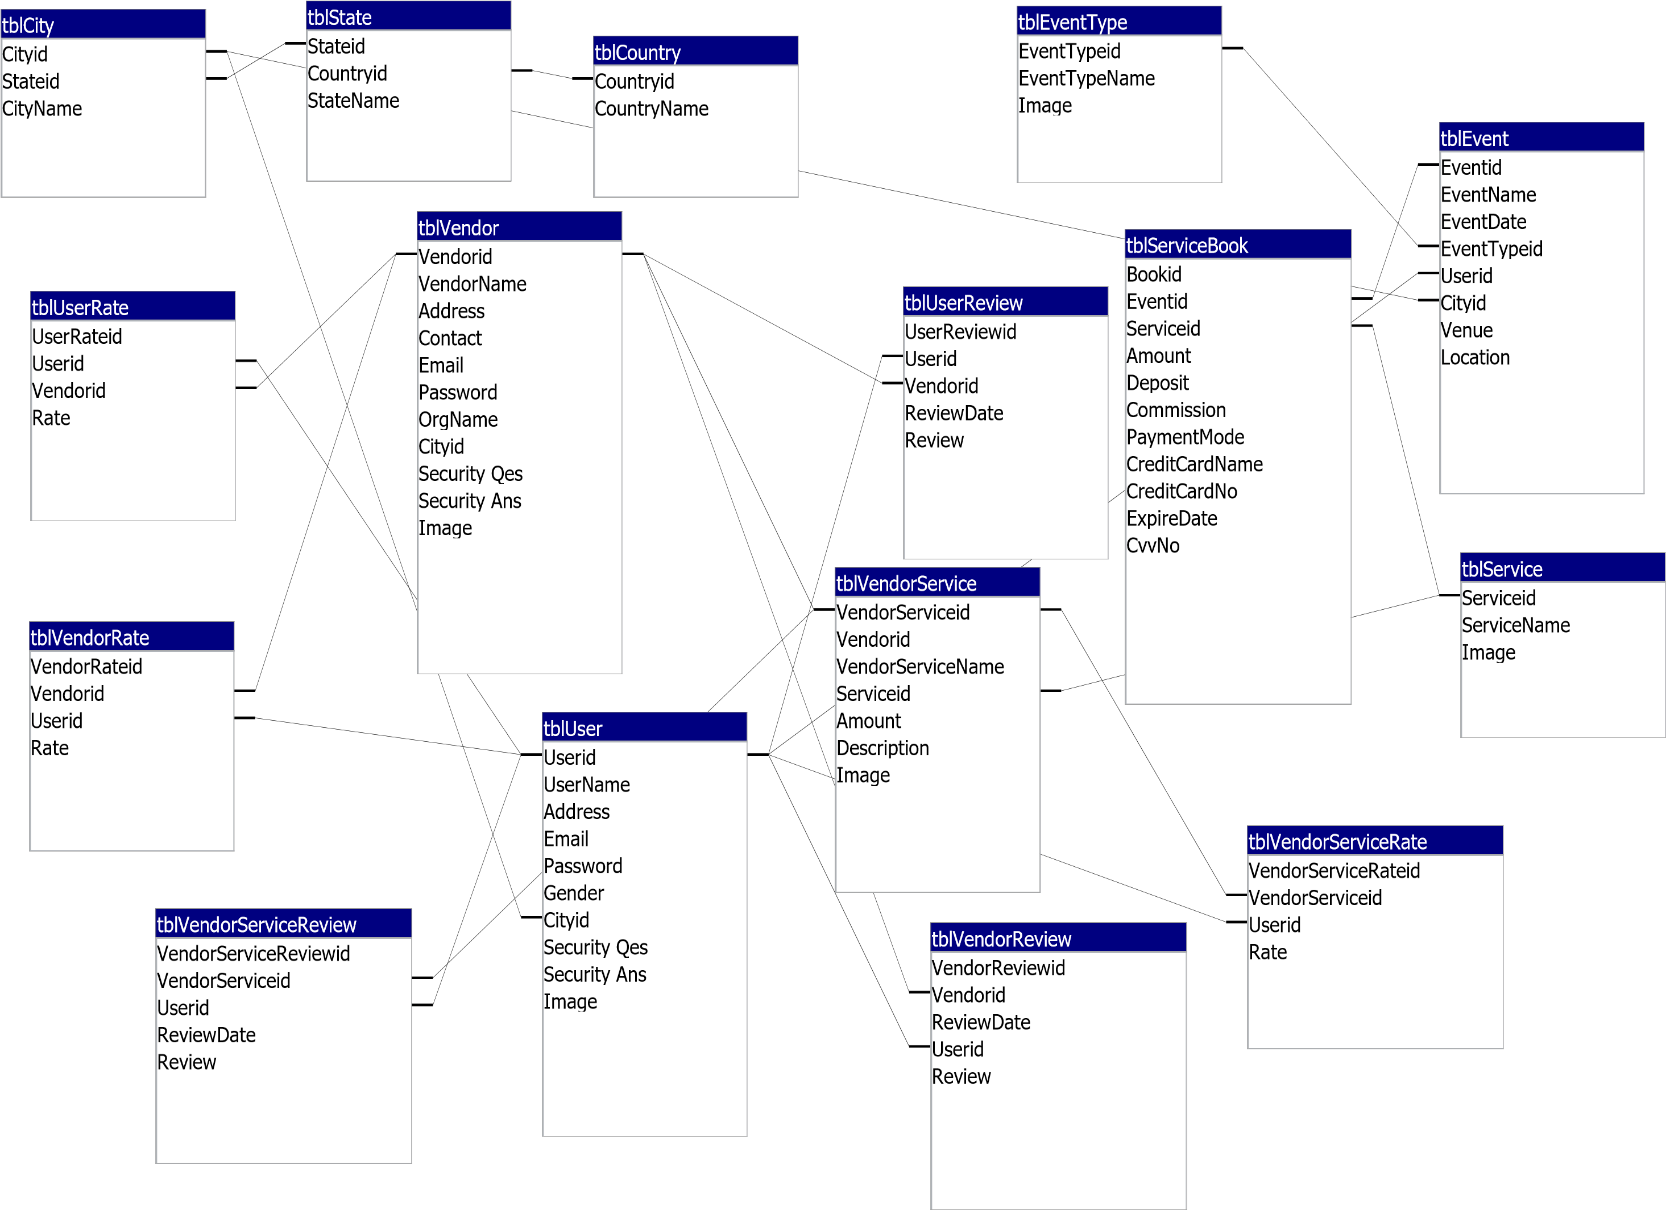 tblCity
Cityid
Stateid
CityName
tblState
Stateid
Countryid
StateName
tblCountry
Countryid
CountryName
tblEventType
EventTypeid
EventTypeName
Image
tblEvent
Eventid
EventName
EventDate
EventTypeid
Userid
Cityid
Venue
Location
tblVendor
Vendorid
VendorName
Address
Contact
Email
Password
OrgName
Cityid
Security Qes
Security Ans
Image
tblServiceBook
Bookid
Eventid
Serviceid
Amount
Deposit
Commission
PaymentMode
CreditCardName
CreditCardNo
ExpireDate
CvvNo
tblUserRate
UserRateid
Userid
Vendorid
Rate
tblUserReview
UserReviewid
Userid
Vendorid
ReviewDate
Review
tblVendorService
VendorServiceid
Vendorid
VendorServiceName
Serviceid
Amount
Description
Image
tblService
Serviceid
ServiceName
Image
tblVendorRate
VendorRateid
Vendorid
Userid
Rate
tblUser
Userid
UserName
Address
Email
Password
Gender
Cityid
Security Qes
Security Ans
Image
tblVendorServiceRate
VendorServiceRateid
VendorServiceid
Userid
Rate
tblVendorServiceReview
VendorServiceReviewid
VendorServiceid
Userid
ReviewDate
Review
tblVendorReview
VendorReviewid
Vendorid
ReviewDate
Userid
Review